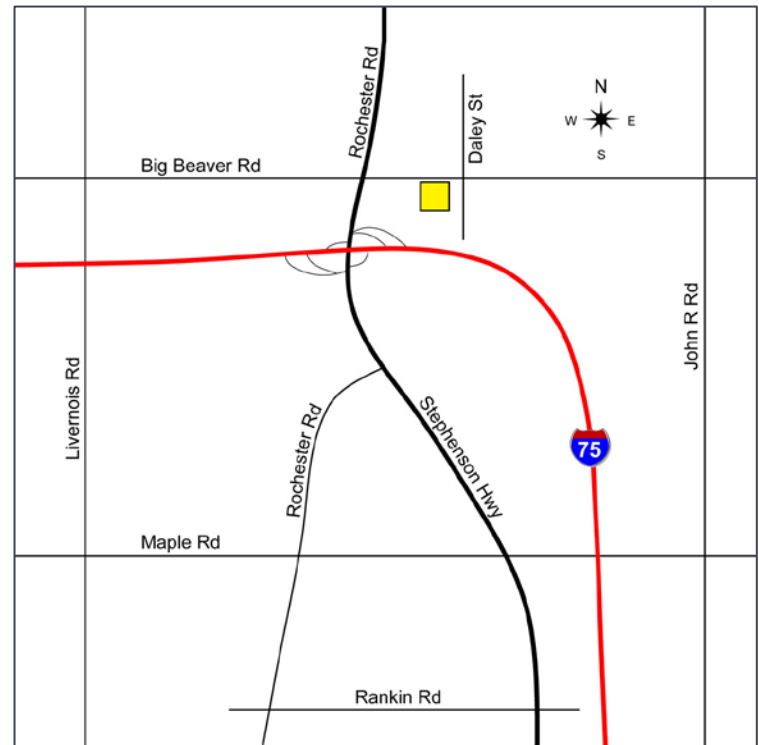 Rochester Rd
Daley St
N
W E
S
Big Beaver Rd
John R Rd
Livernois Rd
Rochester Rd
Stephenson Hwy
75
Maple Rd
Rankin Rd